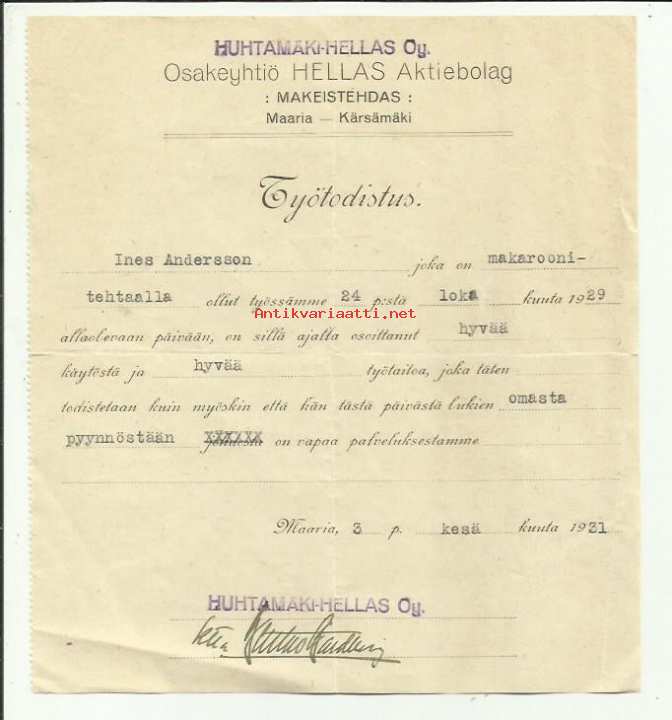 HUHTAMÄKI-HELLAS Oy.
Osakeyhtiö HELLAS Aktiebolag
: MAKEISTEHDAS :
Maaria — Kärsämäki
Työtodistus.
Ines Andersson joka on makarooni-
tehtaalla ollut työssämme 24 p:stä loka kuuta 1929
Antikvariaatti.net
allaolevaan päivään, on sillä ajalla osoittanut hyvää
käytöstä ja hyvää työtaitoa, joka täten
todistetaan kuin myöskin että hän tästä päivästä lukien omasta
pyynnöstään xxxxxx johdosta on vapaa palveluksestamme
Maaria, 3 p. kesä kuuta 1931
HUHTAMÄKI-HELLAS Oy.